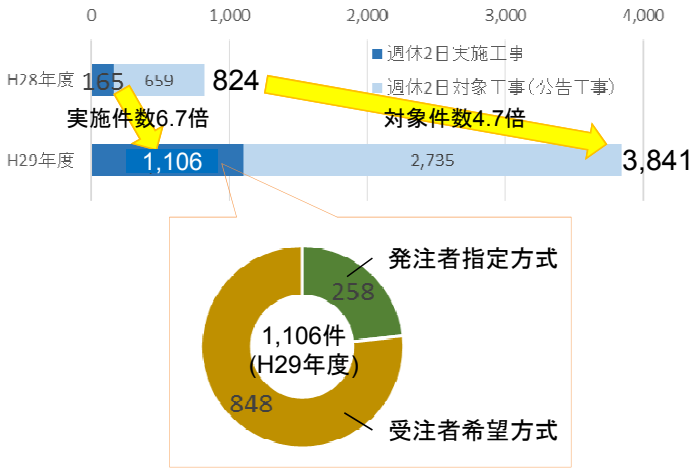 0
1,000
2,000
3,000
4,000
週休2日実施工事
週休2日対象工事(公告工事)
H28年度
165
659
824
実施件数6.7倍
対象件数4.7倍
H29年度
1,106
2,735
3,841
発注者指定方式
258
1,106件
(H29年度)
848
受注者希望方式